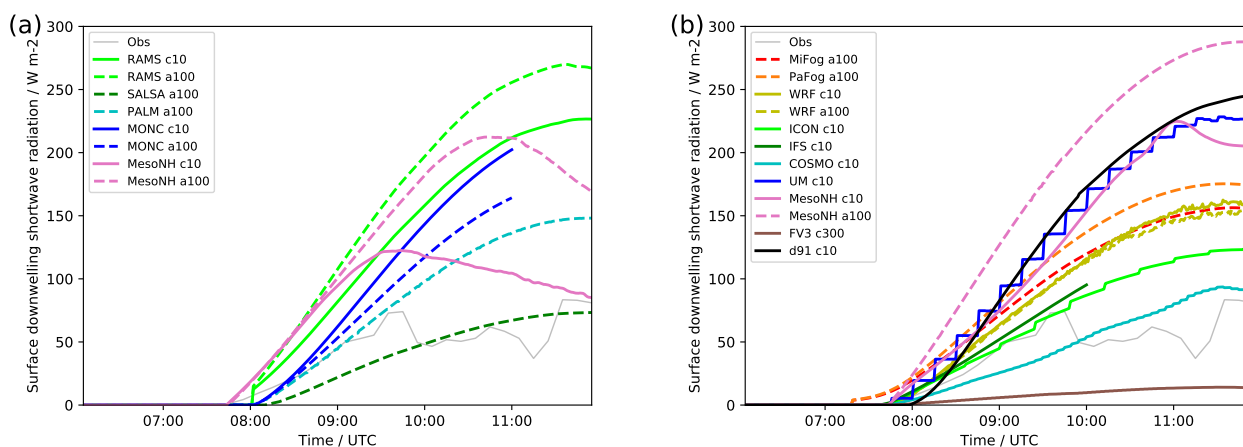 (a)
Surface downwelling shortwave radiation / W m-2
300
250
200
150
100
50
0
Obs
RAMS c10
RAMS a100
SALSA a100
PALM a100
MONC c10
MONC a100
MesoNH c10
MesoNH a100
07:00 08:00 09:00 10:00 11:00
Time / UTC
(b)
Surface downwelling shortwave radiation / W m-2
300
250
200
150
100
50
0
Obs
MiFog a100
PaFog a100
WRF c10
WRF a100
ICON c10
IFS c10
COSMO c10
UM c10
MesoNH c10
MesoNH a100
FV3 c300
d91 c10
07:00 08:00 09:00 10:00 11:00
Time / UTC